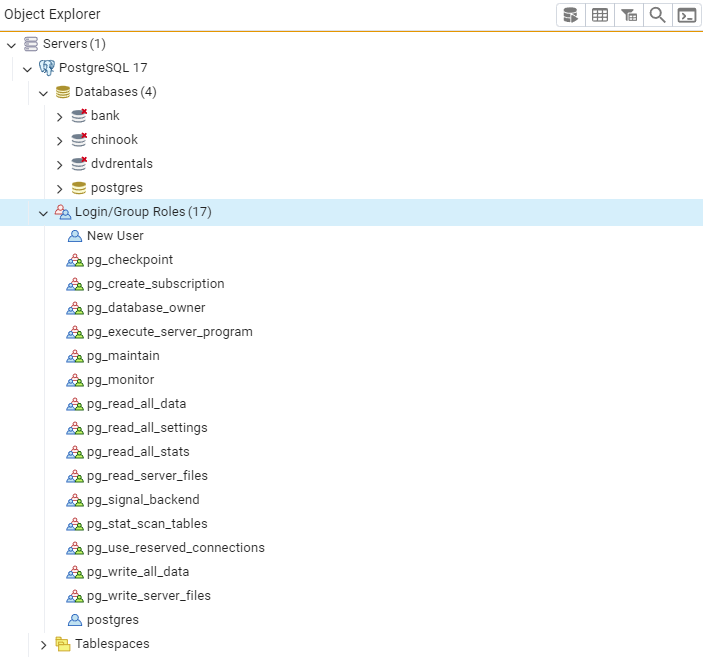 Object Explorer
Servers (1)
PostgreSQL 17
Databases (4)
bank
chinook
dvdrentals
postgres
Login/Group Roles (17)
New User
pg_checkpoint
pg_create_subscription
pg_database_owner
pg_execute_server_program
pg_maintain
pg_monitor
pg_read_all_data
pg_read_all_settings
pg_read_all_stats
pg_read_server_files
pg_signal_backend
pg_stat_scan_tables
pg_use_reserved_connections
pg_write_all_data
pg_write_server_files
postgres
Tablespaces